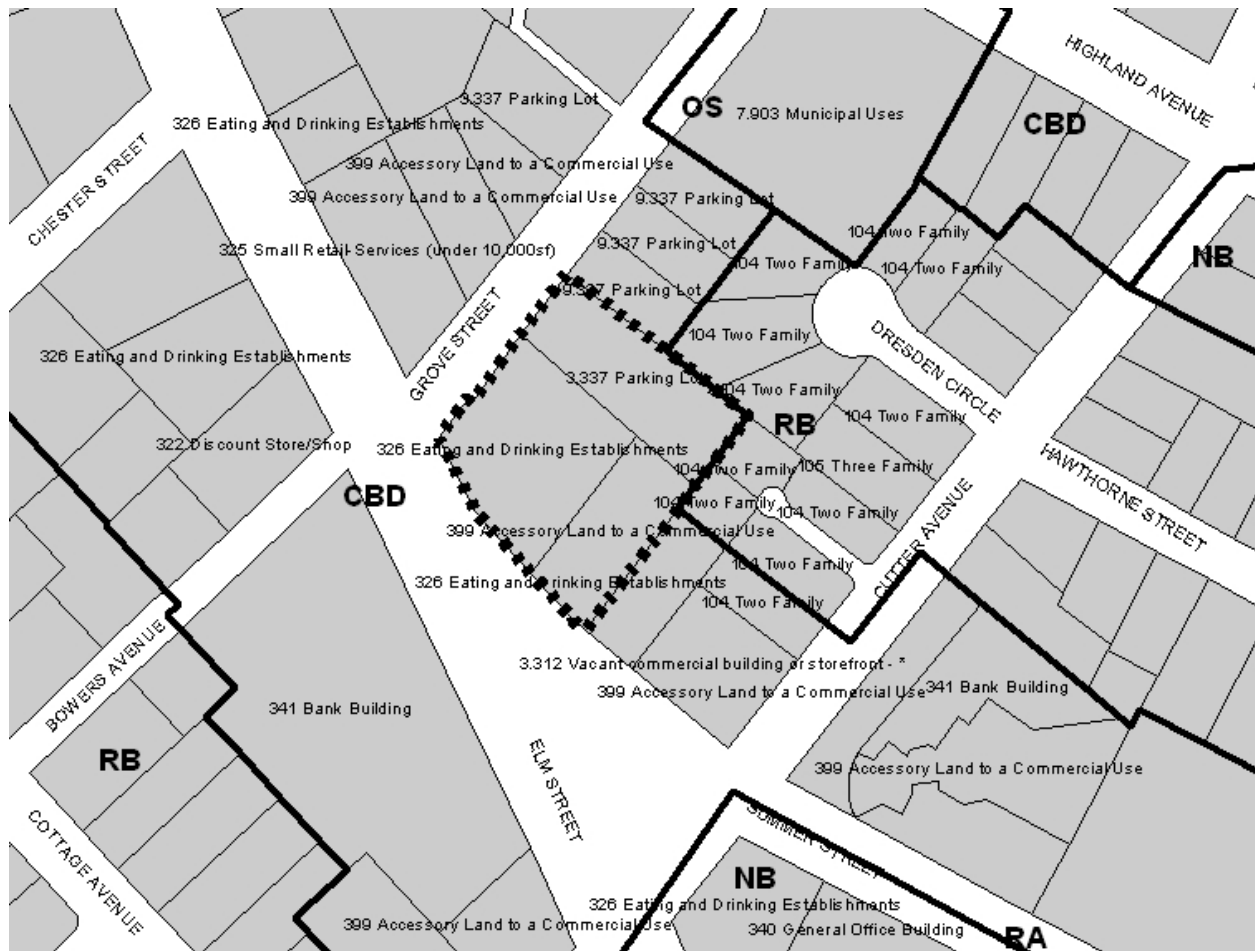 HIGHLAND AVENUE
3.337 Parking Lot
OS
7.903 Municipal Uses
326 Eating and Drinking Establishments
CBD
CHESTER STREET
399 Accessory Land to a Commercial Use
399 Accessory Land to a Commercial Use
9.337 Parking Lot
104 Two Family
325 Small Retail-Services (under 10,000sf)
9.337 Parking Lot
104 Two Family
104 Two Family
NB
9.337 Parking Lot
GROVE STREET
104 Two Family
DRESDEN CIRCLE
326 Eating and Drinking Establishments
3.337 Parking Lot
104 Two Family
104 Two Family
RB
322 Discount Store/Shop
326 Eating and Drinking Establishments
104 Two Family
105 Three Family
HAWTHORNE STREET
CBD
104 Two Family
104 Two Family
399 Accessory Land to a Commercial Use
CUTTER AVENUE
104 Two Family
326 Eating and Drinking Establishments
104 Two Family
BOWERS AVENUE
3.312 Vacant commercial building or storefront - *
399 Accessory Land to a Commercial Use
341 Bank Building
341 Bank Building
RB
ELM STREET
399 Accessory Land to a Commercial Use
SUMMER STREET
COTTAGE AVENUE
NB
326 Eating and Drinking Establishments
399 Accessory Land to a Commercial Use
340 General Office Building
RA